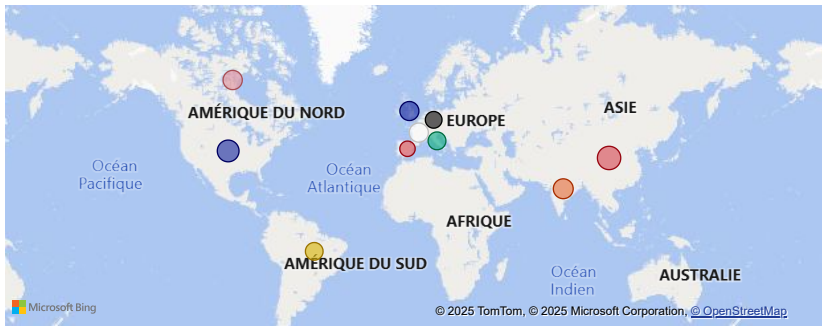 ASIE
AMÉRIQUE DU NORD
EUROPE
Océan
Pacifique
Océan
Atlantique
AFRIQUE
AMÉRIQUE DU SUD
Océan
Indien
AUSTRALIE
Microsoft Bing
© 2025 TomTom, © 2025 Microsoft Corporation, © OpenStreetMap